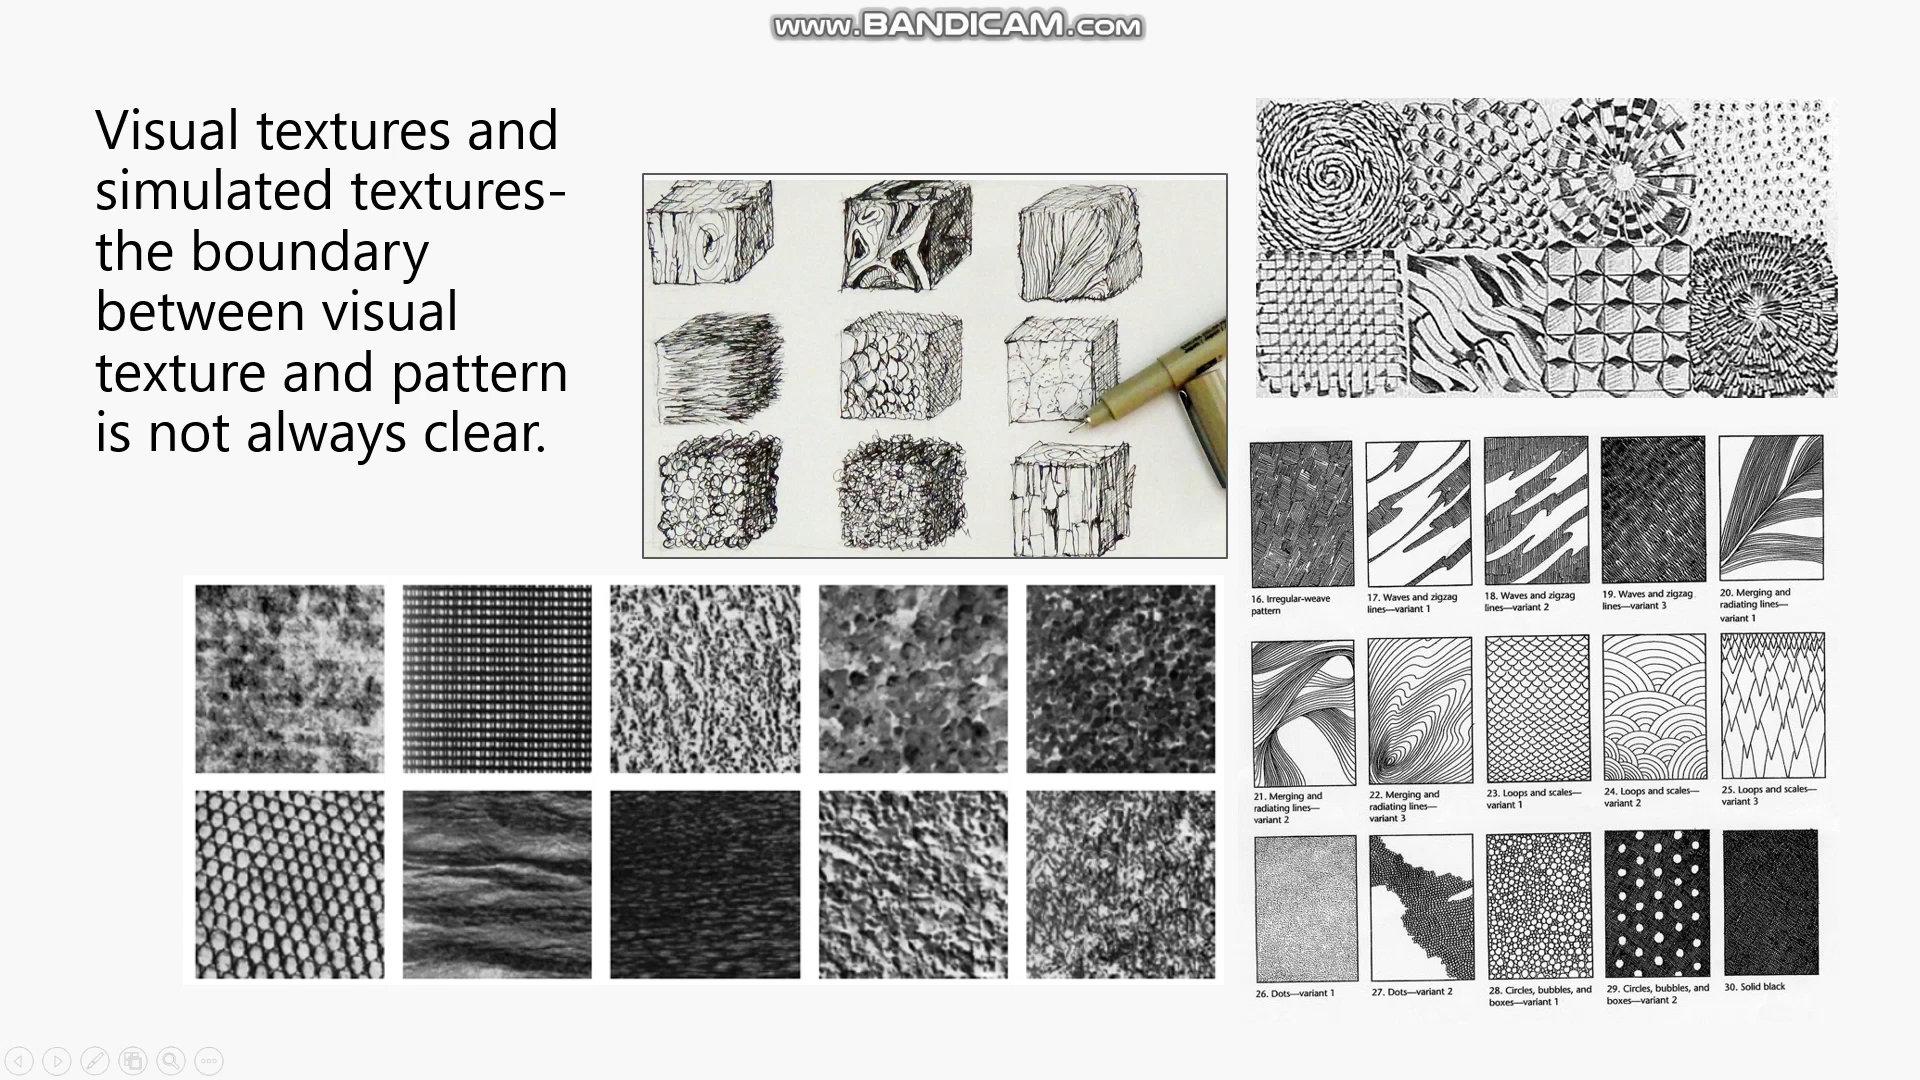 www.BANDICAM.com
Visual textures and
simulated textures-
the boundary
between visual
texture and pattern
is not always clear.
16. Irregular-weave
pattern
17. Waves and zigzag
lines—variant 1
18. Waves and zigzag
lines—variant 2
19. Waves and zigzag
lines—variant 3
20. Merging and
radiating lines—
variant 1
21. Merging and
radiating lines—
variant 2
22. Merging and
radiating lines—
variant 3
23. Loops and scales—
variant 1
24. Loops and scales—
variant 2
25. Loops and scales—
variant 3
26. Dots—variant 1
27. Dots—variant 2
28. Circles, bubbles, and
boxes—variant 1
29. Circles, bubbles, and
boxes—variant 2
30. Solid black